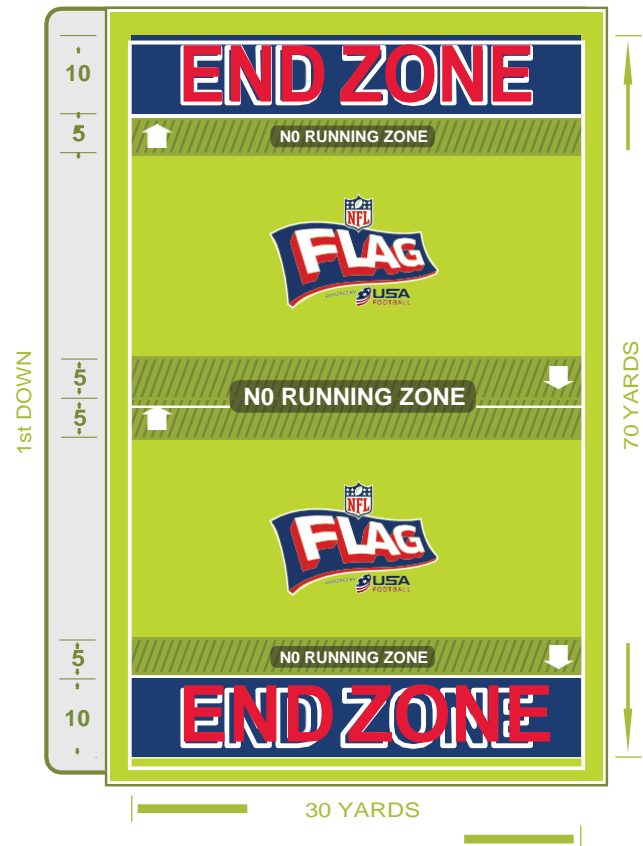 END ZONE
10
5
N0 RUNNING ZONE
NFL
FLAG
USA
FOOTBALL
1st DOWN
70 YARDS
5
5
N0 RUNNING ZONE
NFL
FLAG
USA
FOOTBALL
5
N0 RUNNING ZONE
10
END ZONE
30 YARDS